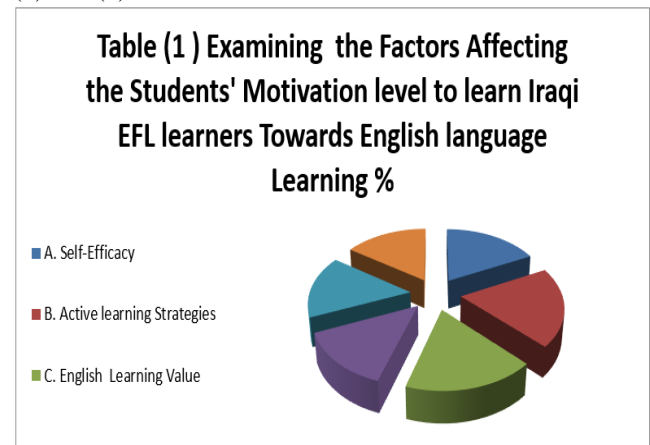 Table (1 ) Examining the Factors Affecting
the Students' Motivation level to learn Iraqi
EFL learners Towards English language
Learning %
A. Self-Efficacy
B. Active learning Strategies
C. English Learning Value